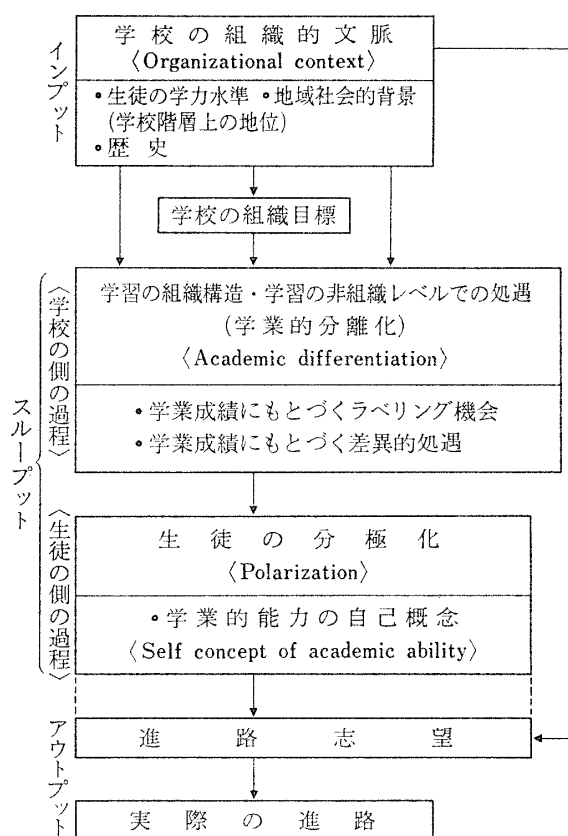 インプット
学校の組織的文脈
〈Organizational context〉
•生徒の学力水準 •地域社会的背景
(学校階層上の地位)
•歴 史
学校の組織目標
スループット
〈学校の側の過程〉
学習の組織構造・学習の非組織レベルでの処遇
(学業的分離化)
〈Academic differentiation〉
•学業成績にもとづくラベリング機会
•学業成績にもとづく差異的処遇
〈生徒の側の過程〉
生徒の分極化
〈Polarization〉
•学業的能力の自己概念
〈Self concept of academic ability〉
アウトプット
進路志望
実際の進路